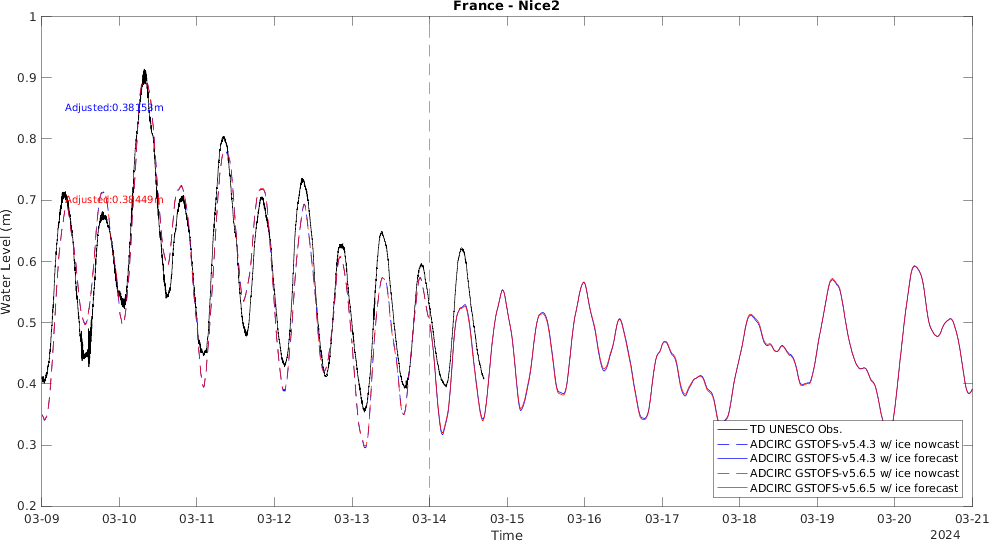 France - Nice2
1
0.9
0.8
0.7
0.6
0.5
0.4
0.3
0.2
Water Level (m)
Adjusted:0.38153m
Adjusted:0.38449m
TD UNESCO Obs.
ADCIRC GSTOFS-v5.4.3 w/ ice nowcast
ADCIRC GSTOFS-v5.4.3 w/ ice forecast
ADCIRC GSTOFS-v5.6.5 w/ ice nowcast
ADCIRC GSTOFS-v5.6.5 w/ ice forecast
03-09 03-10 03-11 03-12 03-13 03-14 03-15 03-16 03-17 03-18 03-19 03-20 03-21
Time
2024